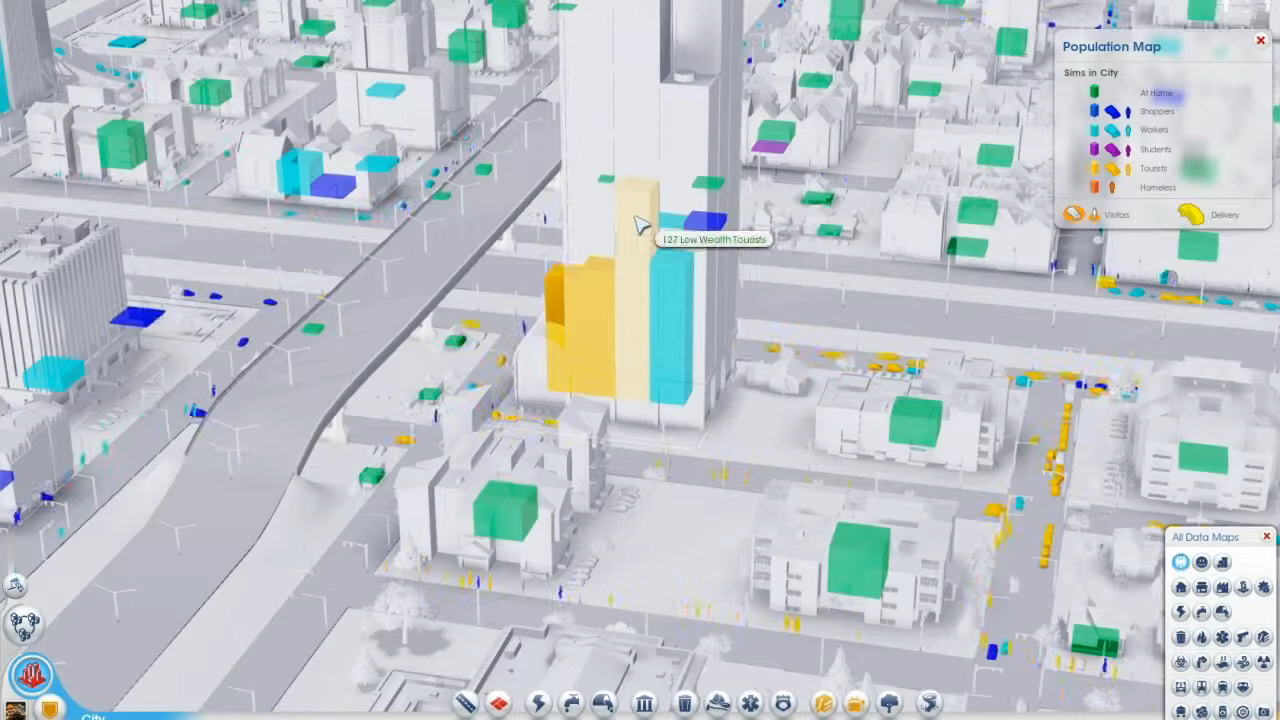 Population Map
Sims in City
At Home
Shoppers
Workers
Students
Tourists
Homeless
Visitors
Delivery
127 Low Wealth Tourists
All Data Maps
City